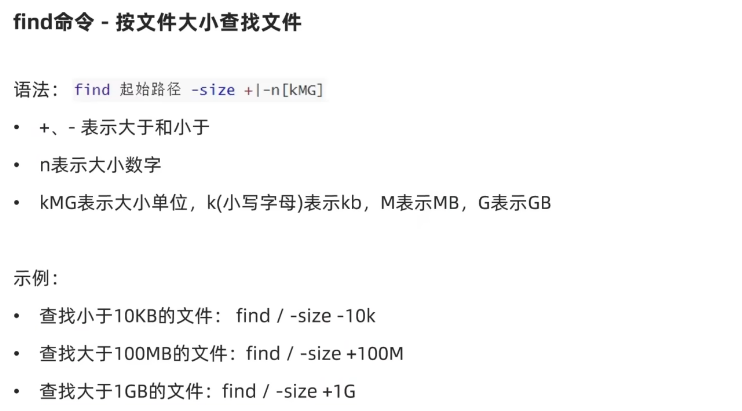 find命令 - 按文件大小查找文件
语法： find 起始路径 -size +|-n[kMG]
• +、- 表示大于和小于
• n表示大小数字
• kMG表示大小单位，k(小写字母)表示kb，M表示MB，G表示GB
示例：
• 查找小于10KB的文件： find / -size -10k
• 查找大于100MB的文件：find / -size +100M
• 查找大于1GB的文件：find / -size +1G